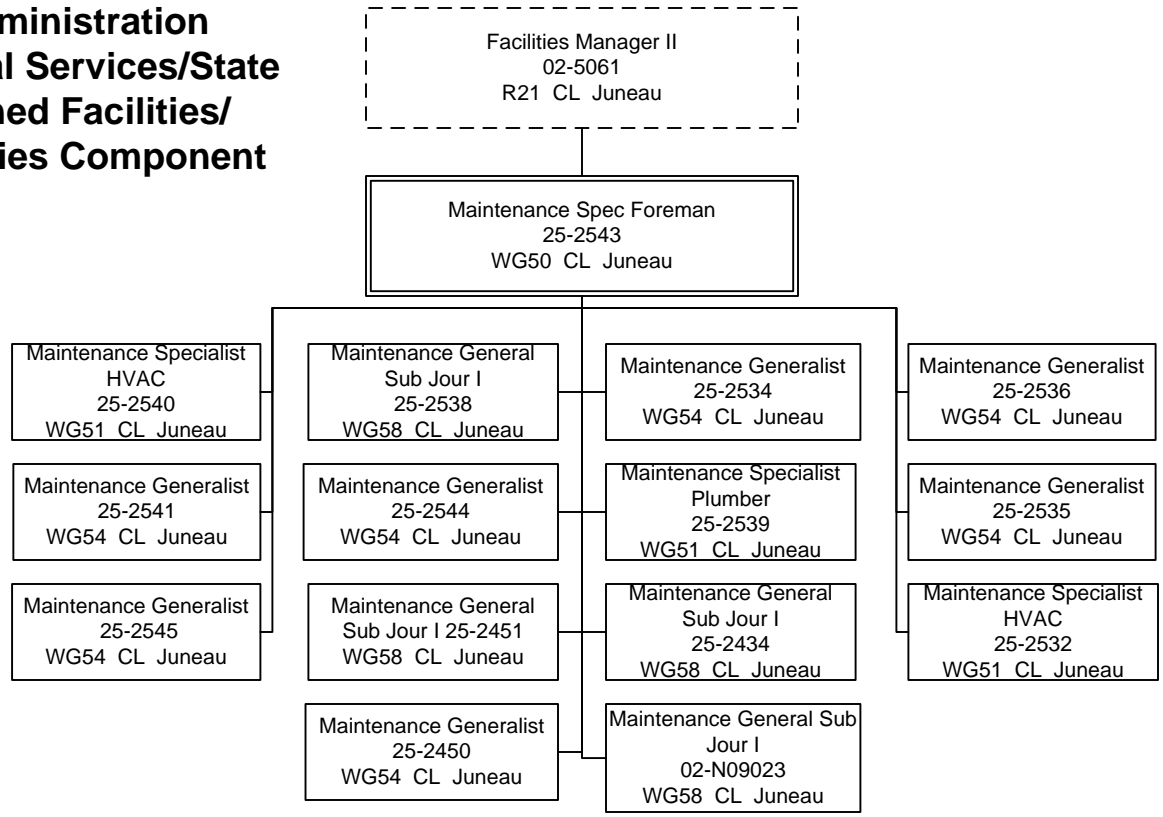 Services/State
Facilities/
Component
Facilities Manager II
02-5061
R21 CL Juneau
Maintenance Spec Foreman
25-2543
WG50 CL Juneau
Maintenance Specialist
HVAC
25-2540
WG51 CL Juneau
Maintenance General
Sub Jour I
25-2538
WG58 CL Juneau
Maintenance Generalist
25-2534
WG54 CL Juneau
Maintenance Generalist
25-2536
WG54 CL Juneau
Maintenance Generalist
25-2541
WG54 CL Juneau
Maintenance Generalist
25-2544
WG54 CL Juneau
Maintenance Specialist
Plumber
25-2539
WG51 CL Juneau
Maintenance Generalist
25-2535
WG54 CL Juneau
Maintenance Generalist
25-2545
WG54 CL Juneau
Maintenance General
Sub Jour I 25-2451
WG58 CL Juneau
Maintenance General
Sub Jour I
25-2434
WG58 CL Juneau
Maintenance Specialist
HVAC
25-2532
WG51 CL Juneau
Maintenance Generalist
25-2450
WG54 CL Juneau
Maintenance General Sub
Jour I
02-N09023
WG58 CL Juneau